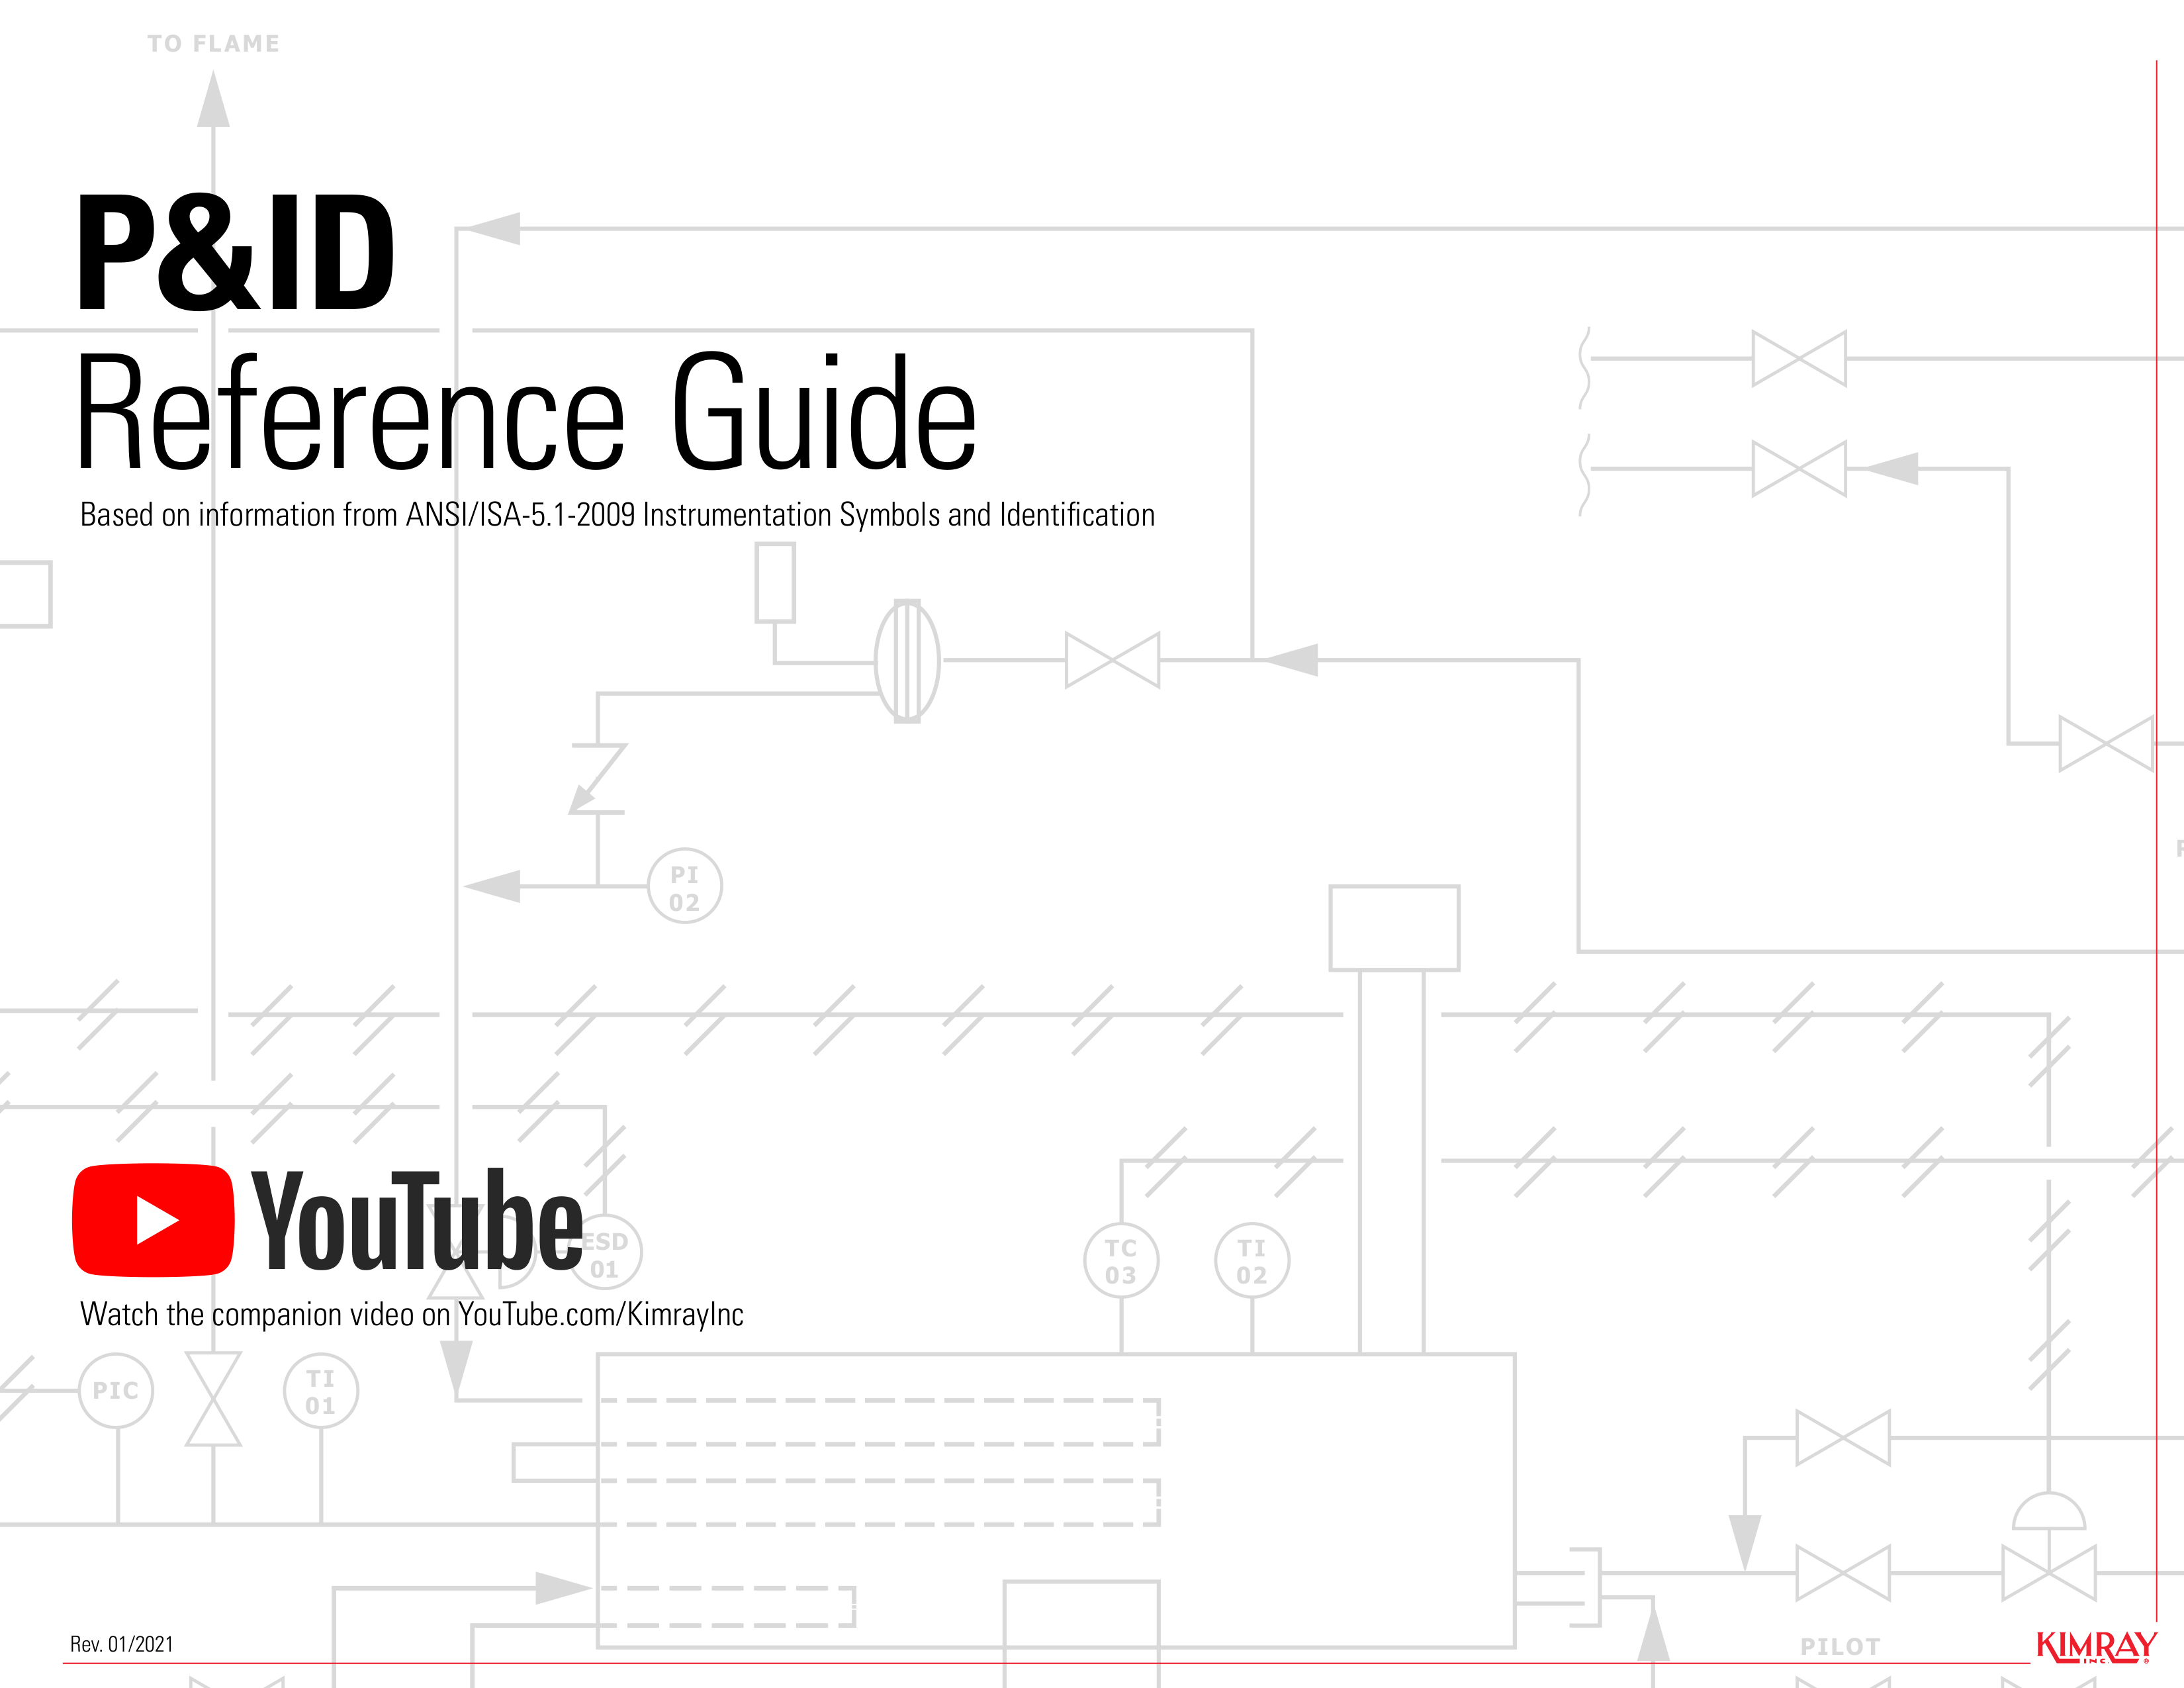 TO FLAME
P&ID
Reference Guide
Based on information from ANSI/ISA-5.1-2009 Instrumentation Symbols and Identification
PI
02
YouTube
ESD
01
TC
03
TI
02
Watch the companion video on YouTube.com/KimrayInc
PIC
TI
01
Rev. 01/2021
PILOT
KIMRAY
INC.
®